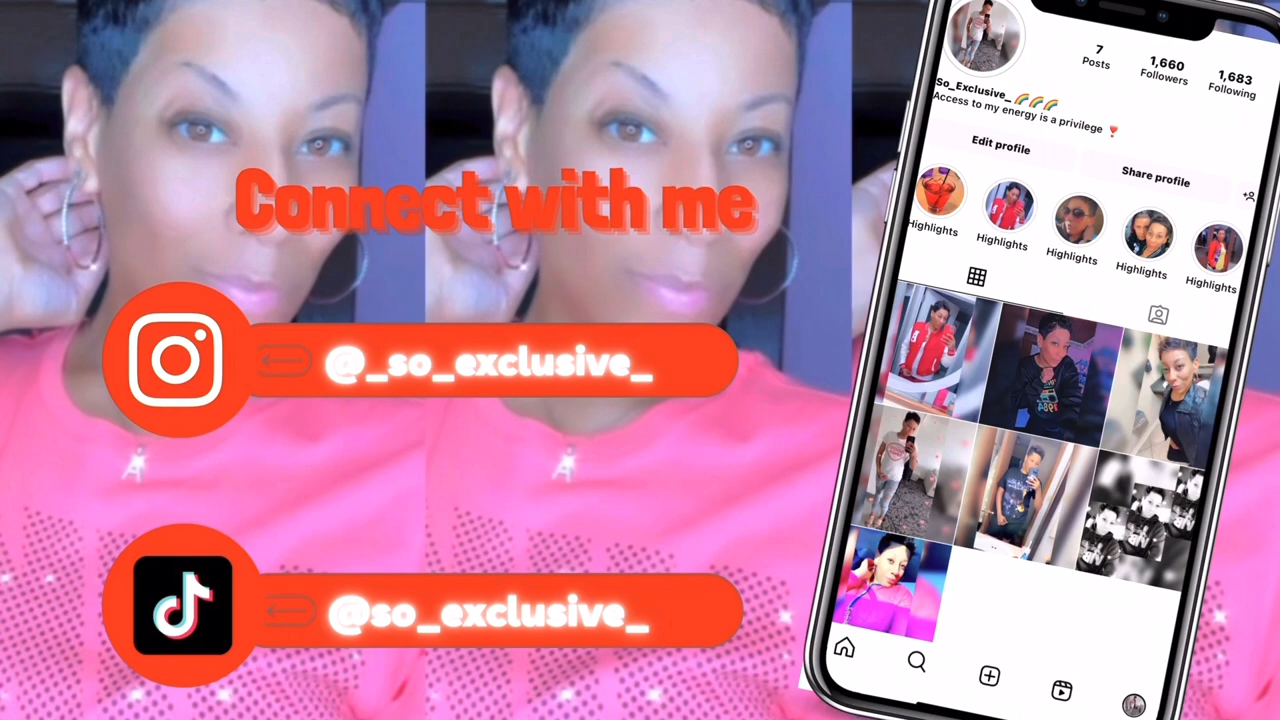 Connect with me
@_so_exclusive_
@so_exclusive_
7
Posts
1,660
Followers
1,683
Following
So_Exclusive_ 🌈🌈🌈
Access to my energy is a privilege ❣️
Edit profile
Share profile
Highlights
Highlights
Highlights
Highlights
Highlights
A